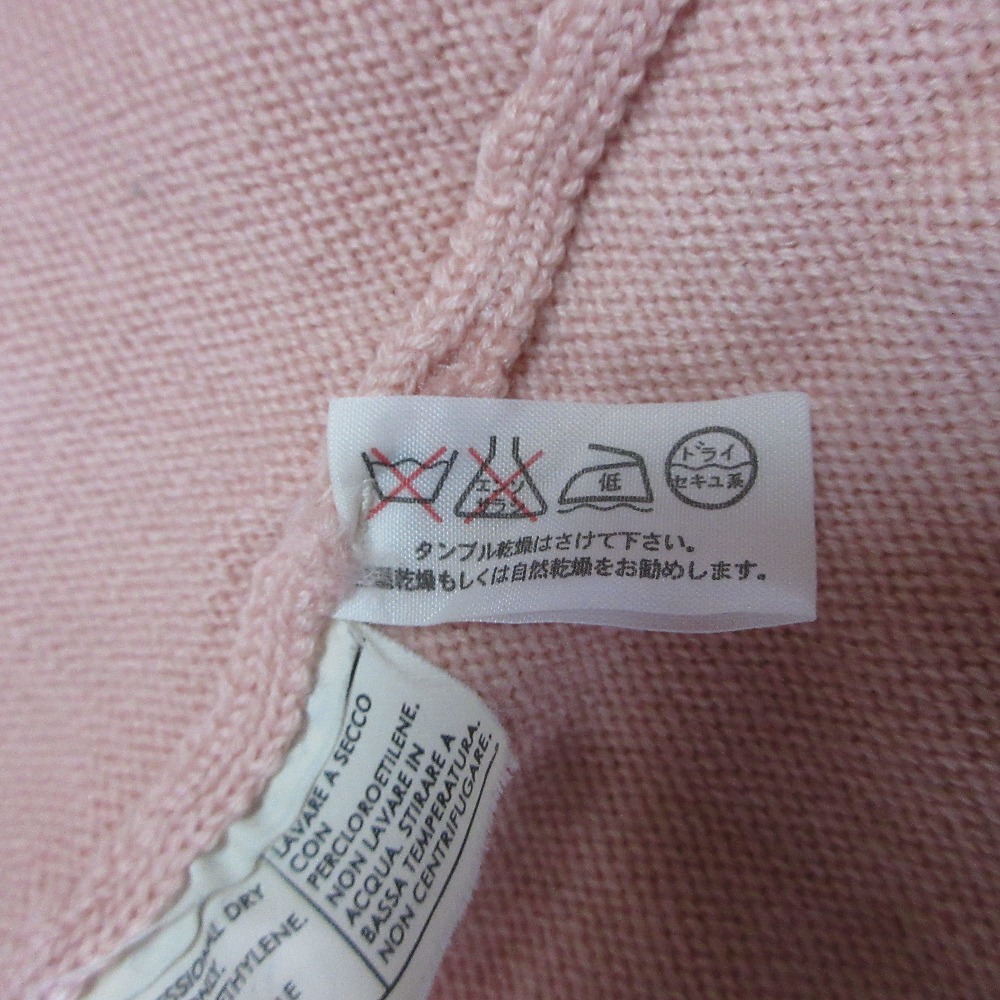 エンソ
サラシ
低
ドライ
セキユ系
タンブル乾燥はさけて下さい。
温乾燥もしくは自然乾燥をお勧めします。
LAVARE A SECCO
CON
PERCLOROETILENE.
NON LAVARE IN
ACQUA. STIRARE A
BASSA TEMPERATURA.
NON CENTRIFUGARE.
DRY
THYLENE.